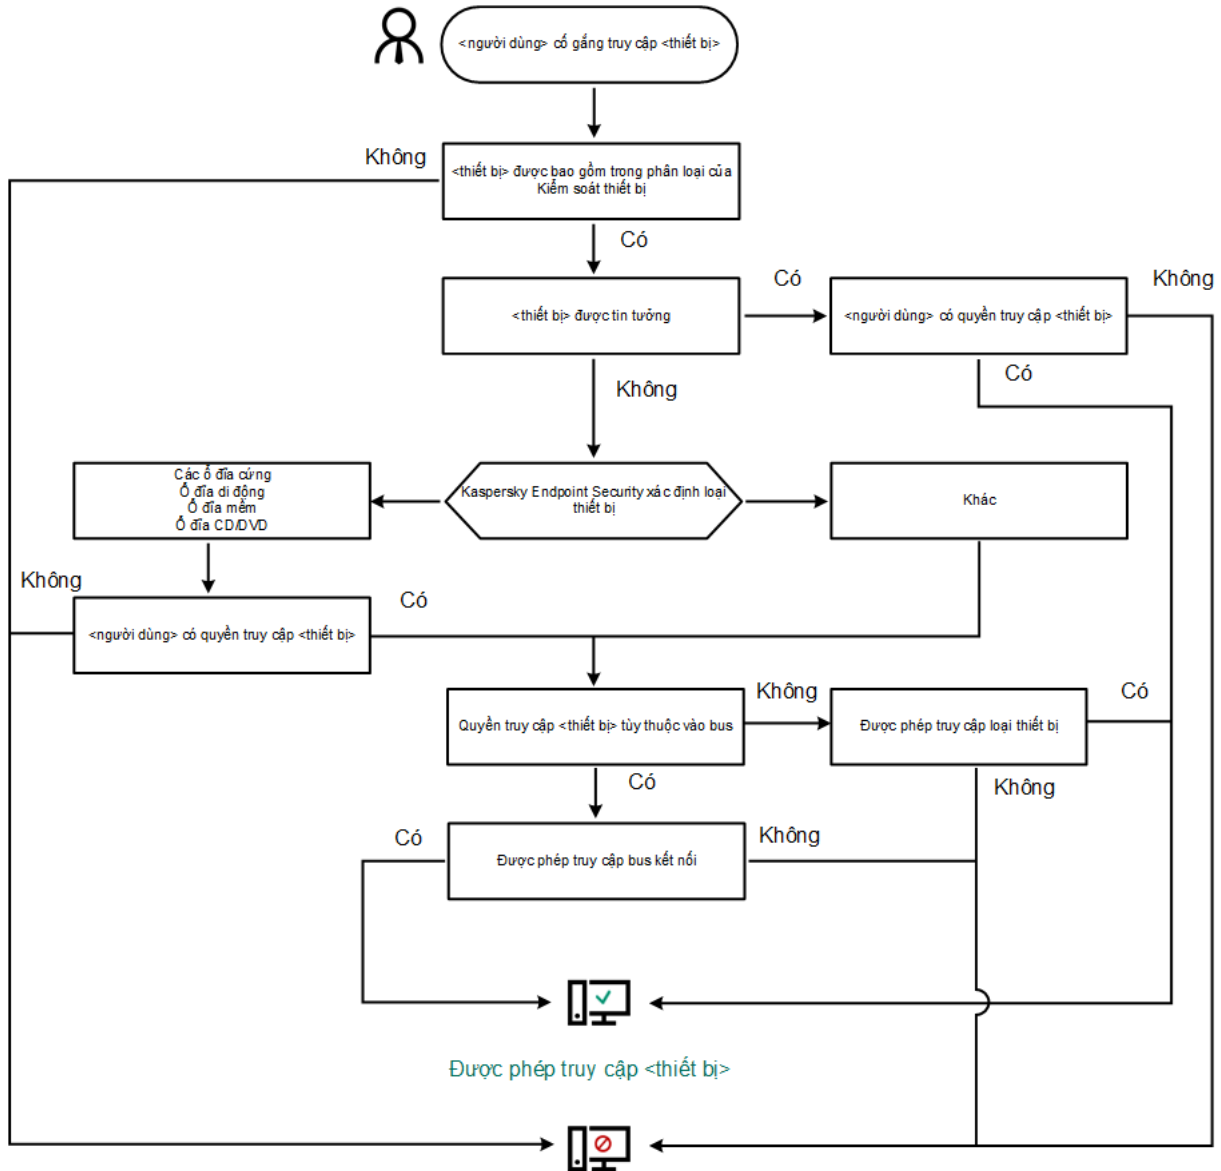 <người dùng> cố gắng truy cập <thiết bị>
Không
<thiết bị> được bao gồm trong phân loại của
Kiểm soát thiết bị
Có
Có
Không
<thiết bị> được tin tưởng
<người dùng> có quyền truy cập <thiết bị>
Có
Không
Các ổ đĩa cứng
Ổ đĩa di động
Ổ đĩa mềm
Ổ đĩa CD/DVD
Kaspersky Endpoint Security xác định loại
thiết bị
Khác
Không
Có
<người dùng> có quyền truy cập <thiết bị>
Không
Có
Quyền truy cập <thiết bị> tùy thuộc vào bus
Được phép truy cập loại thiết bị
Có
Không
Có
Không
Được phép truy cập bus kết nối
Được phép truy cập <thiết bị>